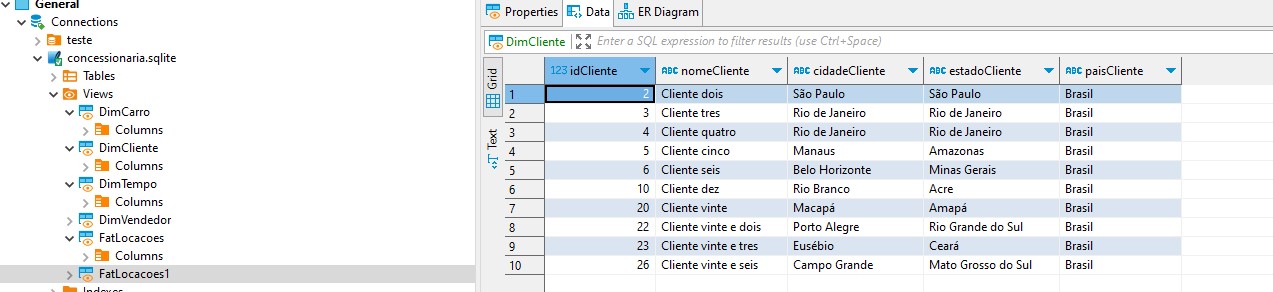 General
Connections
teste
concessionaria.sqlite
Tables
Views
DimCarro
Columns
DimCliente
Columns
DimTempo
Columns
DimVendedor
FatLocacoes
Columns
FatLocacoes1
Indexes
Properties Data ER Diagram
DimCliente Enter a SQL expression to filter results (use Ctrl+Space)
Grid
Text
123 idCliente ABC nomeCliente ABC cidadeCliente ABC estadoCliente ABC paisCliente
1 2 Cliente dois São Paulo São Paulo Brasil
2 3 Cliente tres Rio de Janeiro Rio de Janeiro Brasil
3 4 Cliente quatro Rio de Janeiro Rio de Janeiro Brasil
4 5 Cliente cinco Manaus Amazonas Brasil
5 6 Cliente seis Belo Horizonte Minas Gerais Brasil
6 10 Cliente dez Rio Branco Acre Brasil
7 20 Cliente vinte Macapá Amapá Brasil
8 22 Cliente vinte e dois Porto Alegre Rio Grande do Sul Brasil
9 23 Cliente vinte e tres Eusébio Ceará Brasil
10 26 Cliente vinte e seis Campo Grande Mato Grosso do Sul Brasil